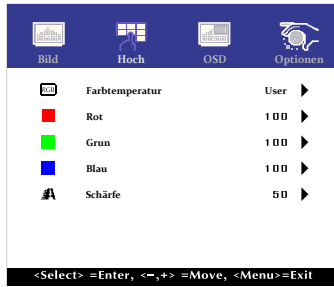 Bild Hoch OSD Optionen
RGB Farbtemperatur User
Rot 100
Grun 100
Blau 100
Schärfe 50
<Select> =Enter, <−,+> =Move, <Menu>=Exit